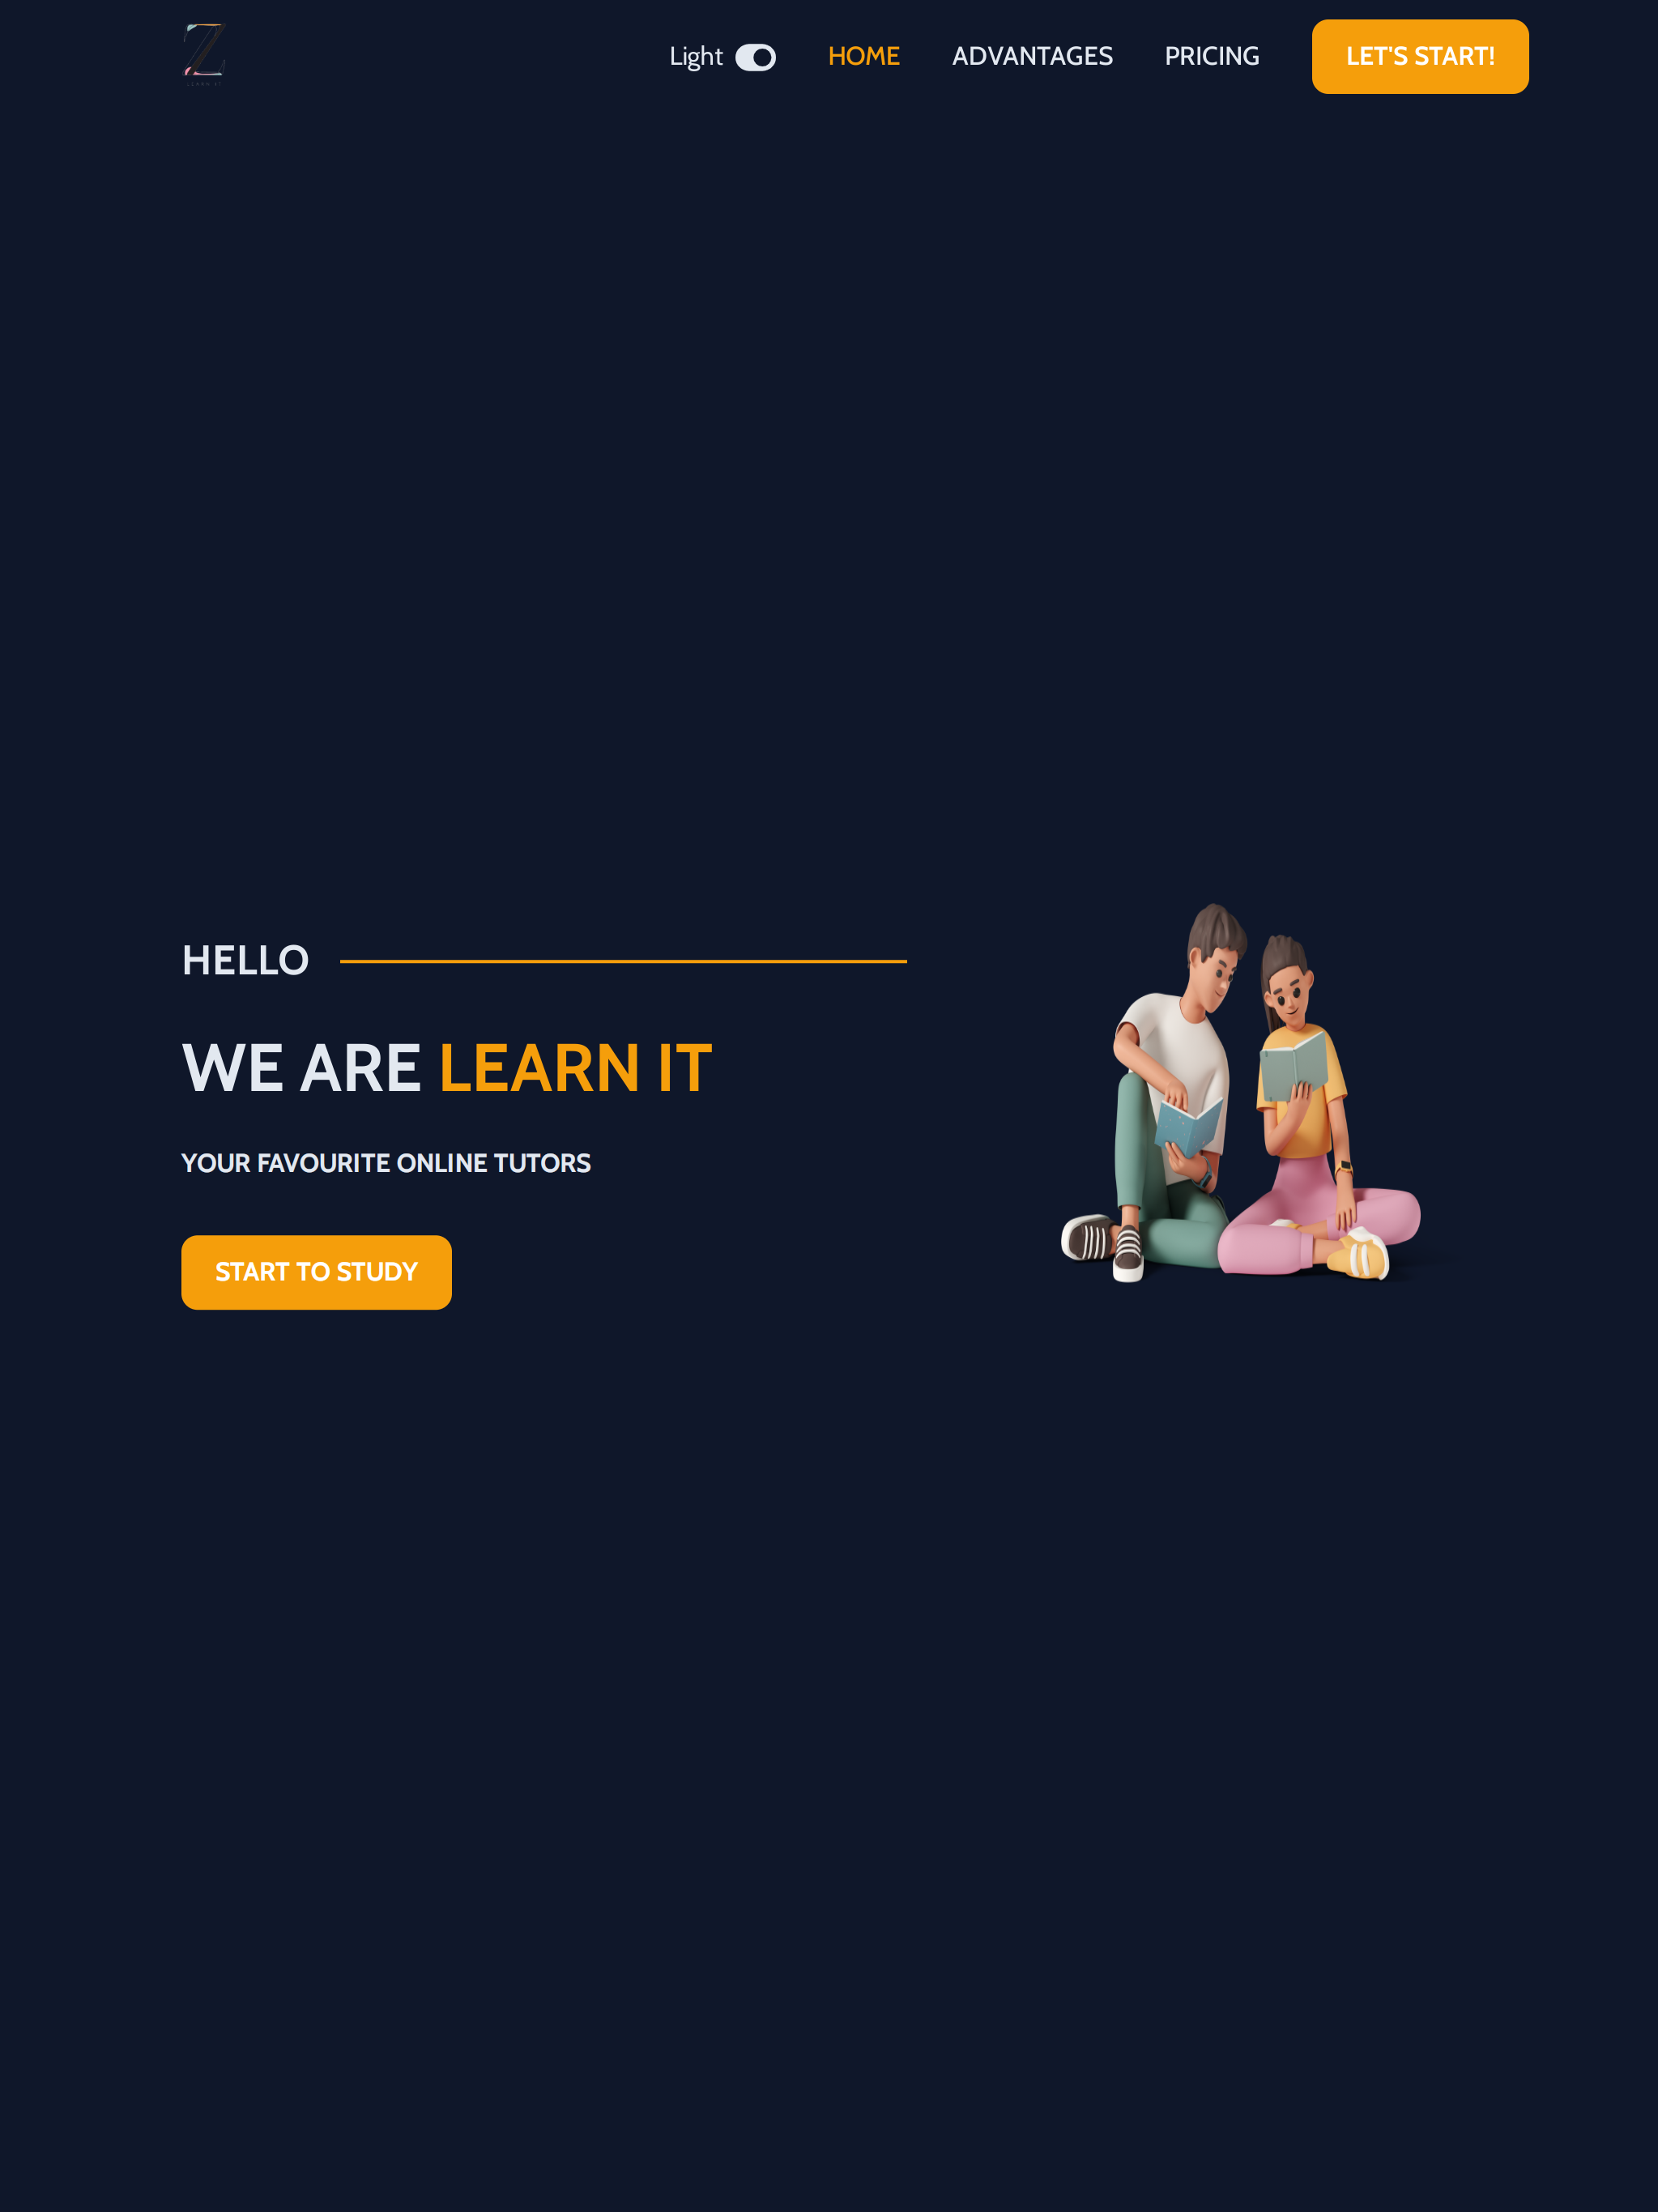 Light HOME ADVANTAGES PRICING LET'S START!
HELLO
WE ARE LEARN IT
YOUR FAVOURITE ONLINE TUTORS
START TO STUDY